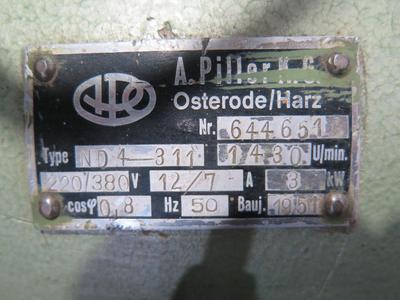 A. Piller K.G.
Osterode/Harz
Nr. 644651
Type ND4-311 1430 U/min.
220/380 V 12/7 A 3 kW
cosφ 0,8 Hz 50 Bauj. 1951